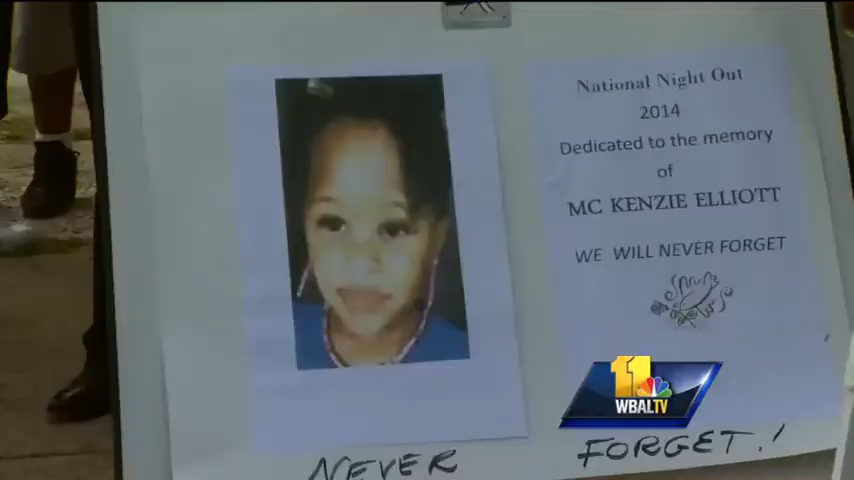 National Night Out
2014
Dedicated to the memory
of
MC KENZIE ELLIOTT
WE WILL NEVER FORGET
11
WBALTV
NEVER FORGET!